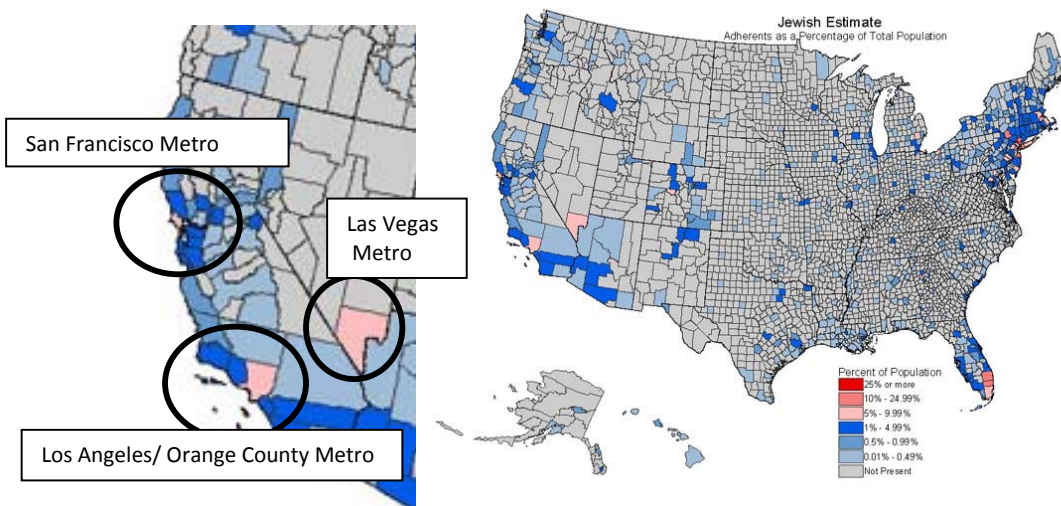 San Francisco Metro
Las Vegas
Metro
Los Angeles/ Orange County Metro
Jewish Estimate
Adherents as a Percentage of Total Population
Percent of Population
25% or more
10% - 24.99%
5% - 9.99%
1% - 4.99%
0.5% - 0.99%
0.01% - 0.49%
Not Present